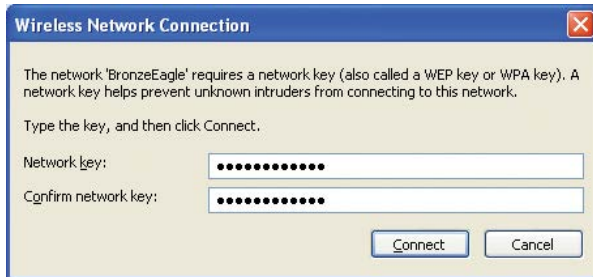 Wireless Network Connection
The network 'BronzeEagle' requires a network key (also called a WEP key or WPA key). A
network key helps prevent unknown intruders from connecting to this network.
Type the key, and then click Connect.
Network key: ••••••••••••
Confirm network key: ••••••••••••
Connect Cancel